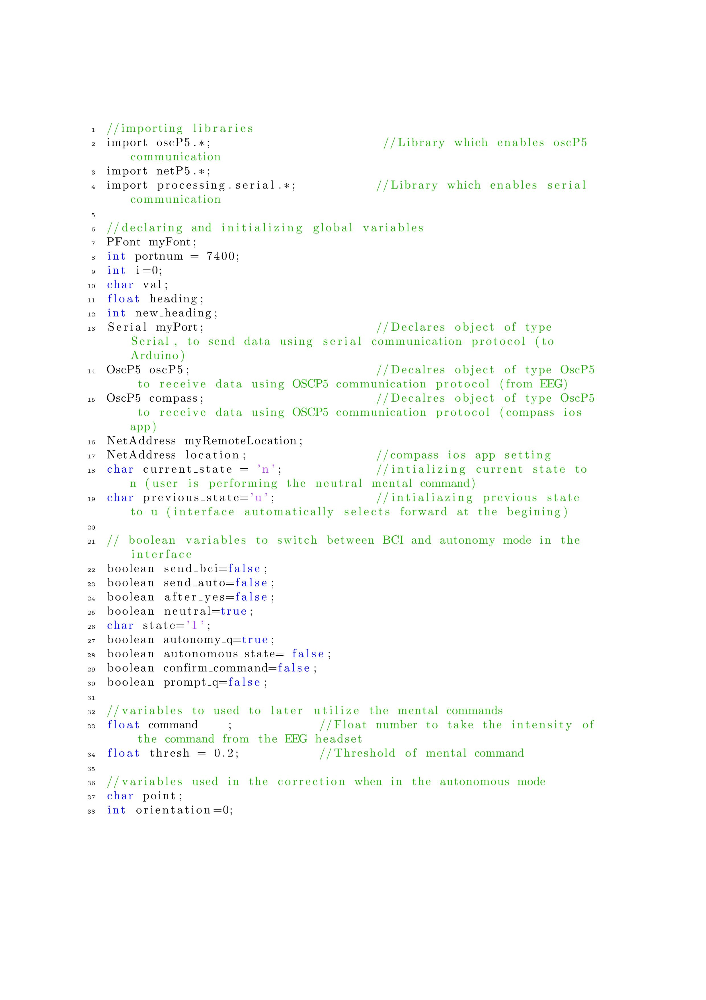 1 //importing libraries
2 import oscP5.*; //Library which enables oscP5
communication
3 import netP5.*;
4 import processing.serial.*; //Library which enables serial
communication
5
6 //declaring and initializing global variables
7 PFont myFont;
8 int portnum = 7400;
9 int i=0;
10 char val;
11 float heading;
12 int new_heading;
13 Serial myPort; //Declares object of type
Serial, to send data using serial communication protocol (to
Arduino)
14 OscP5 oscP5; //Decalres object of type OscP5
to receive data using OSCP5 communication protocol (from EEG)
15 OscP5 compass; //Decalres object of type OscP5
to receive data using OSCP5 communication protocol (compass ios
app)
16 NetAddress myRemoteLocation;
17 NetAddress location; //compass ios app setting
18 char current_state = 'n'; //intializing current state to
n (user is performing the neutral mental command)
19 char previous_state='u'; //intialiazing previous state
to u (interface automatically selects forward at the begining)
20
21 // boolean variables to switch between BCI and autonomy mode in the
interface
22 boolean send_bci=false;
23 boolean send_auto=false;
24 boolean after_yes=false;
25 boolean neutral=true;
26 char state='1';
27 boolean autonomy_q=true;
28 boolean autonomous_state= false;
29 boolean confirm_command=false;
30 boolean prompt_q=false;
31
32 //variables to used to later utilize the mental commands
33 float command ; //Float number to take the intensity of
the command from the EEG headset
34 float thresh = 0.2; //Threshold of mental command
35
36 //variables used in the correction when in the autonomous mode
37 char point;
38 int orientation=0;